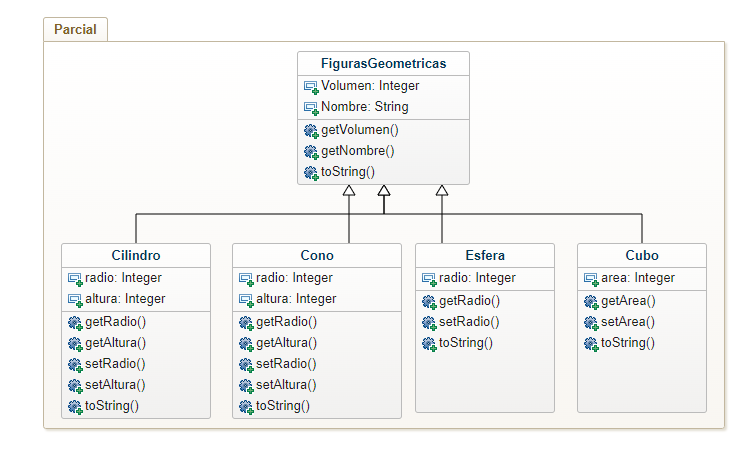 Parcial
FigurasGeometricas
Volumen: Integer
Nombre: String
getVolumen()
getNombre()
toString()
Cilindro
radio: Integer
altura: Integer
getRadio()
getAltura()
setRadio()
setAltura()
toString()
Cono
radio: Integer
altura: Integer
getRadio()
getAltura()
setRadio()
setAltura()
toString()
Esfera
radio: Integer
getRadio()
setRadio()
toString()
Cubo
area: Integer
getArea()
setArea()
toString()